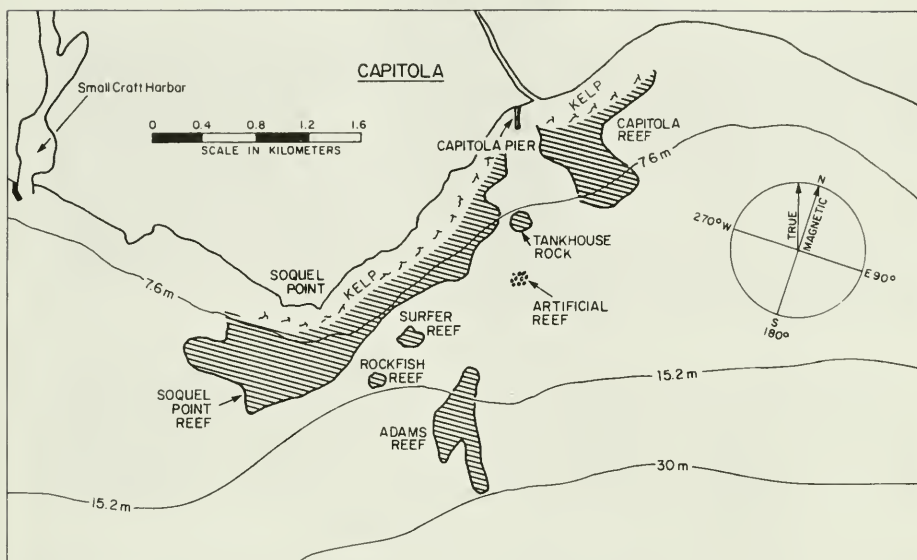 Small Craft Harbor
CAPITOLA
0 0.4 0.8 1.2 1.6
SCALE IN KILOMETERS
KELP
CAPITOLA
REEF
CAPITOLA PIER
7.6m
N
TRUE
MAGNETIC
270°W
E90°
S
180°
TANKHOUSE
ROCK
SOQUEL
POINT
KELP
7.6m
ARTIFICIAL
REEF
SURFER
REEF
ROCKFISH
REEF
15.2m
SOQUEL
POINT
REEF
ADAMS
REEF
30m
15.2m